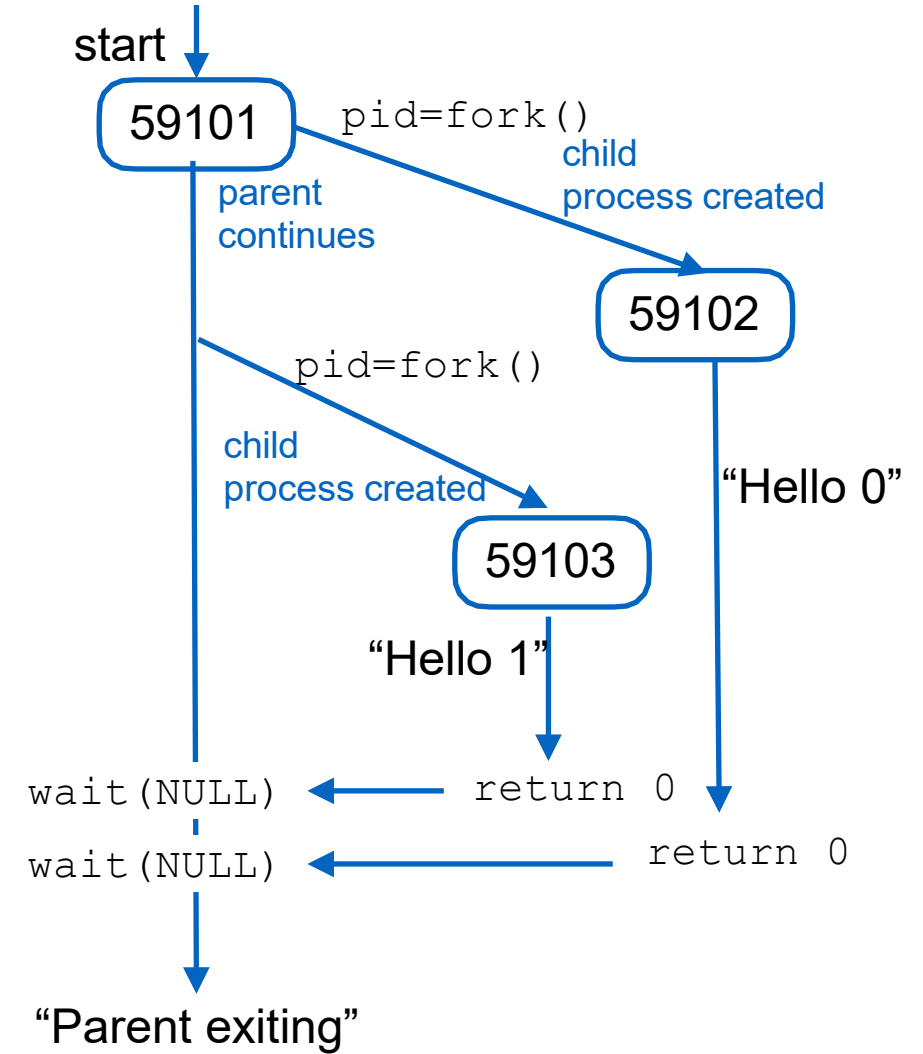 start
59101
pid=fork()
child
process created
parent
continues
59102
pid=fork()
child
process created
“Hello 0”
59103
“Hello 1”
wait(NULL)
return 0
wait(NULL)
return 0
“Parent exiting”